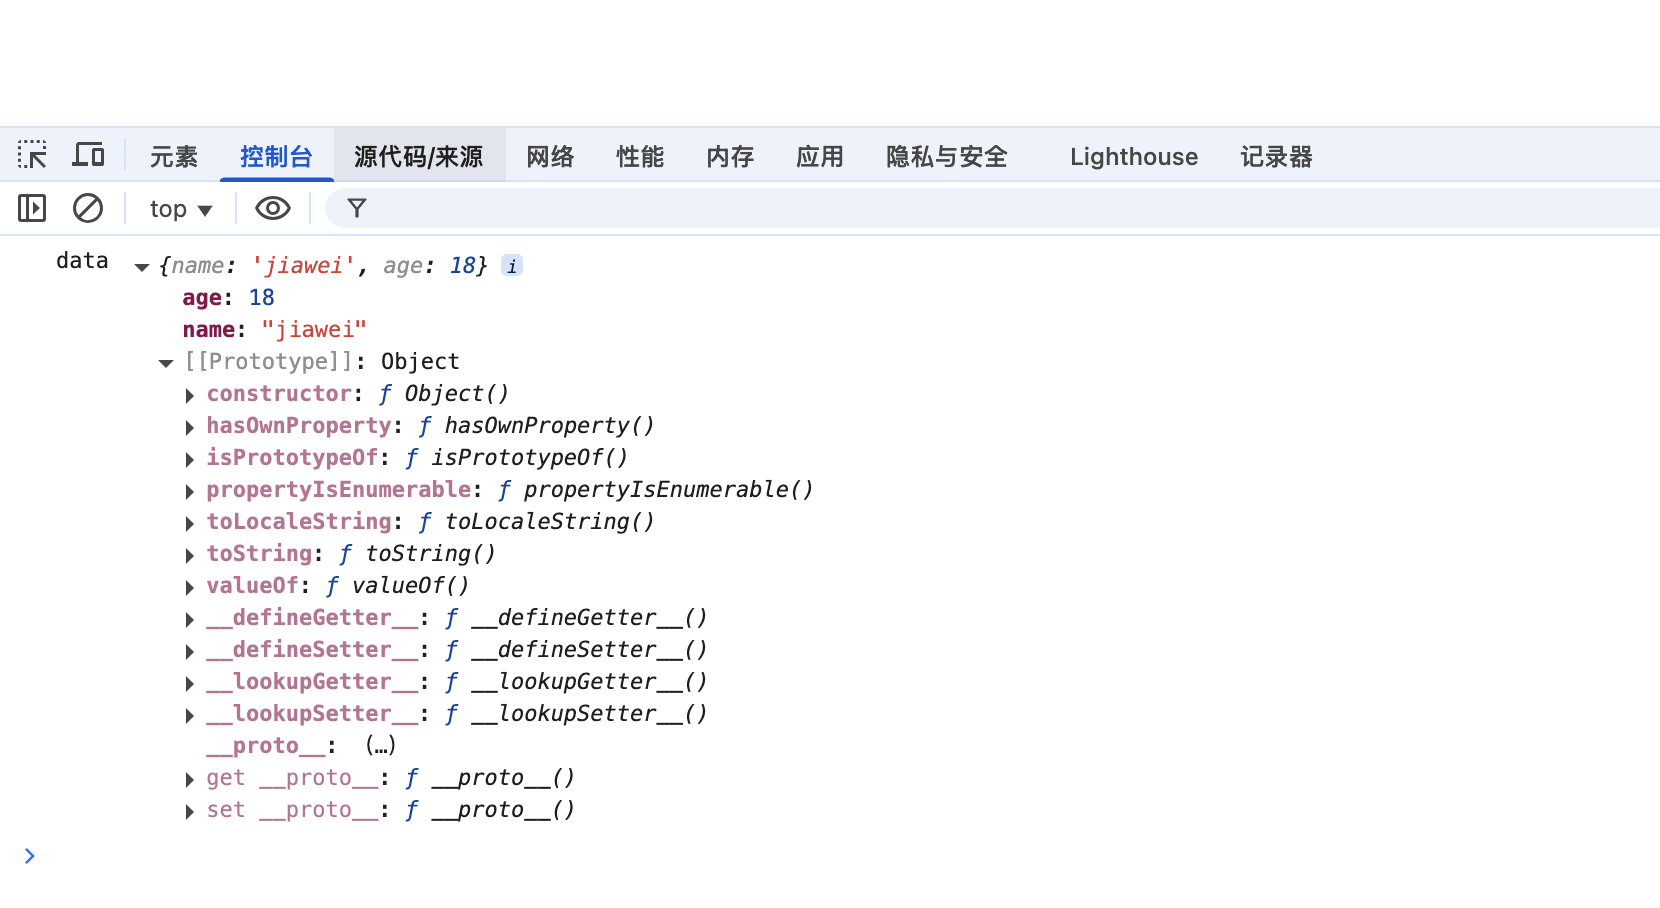 元素 控制台 源代码/来源 网络 性能 内存 应用 隐私与安全 Lighthouse 记录器
top
data {name: 'jiawei', age: 18} i
age: 18
name: "jiawei"
[[Prototype]]: Object
constructor: ƒ Object()
hasOwnProperty: ƒ hasOwnProperty()
isPrototypeOf: ƒ isPrototypeOf()
propertyIsEnumerable: ƒ propertyIsEnumerable()
toLocaleString: ƒ toLocaleString()
toString: ƒ toString()
valueOf: ƒ valueOf()
__defineGetter__: ƒ __defineGetter__()
__defineSetter__: ƒ __defineSetter__()
__lookupGetter__: ƒ __lookupGetter__()
__lookupSetter__: ƒ __lookupSetter__()
__proto__: (…)
get __proto__: ƒ __proto__()
set __proto__: ƒ __proto__()